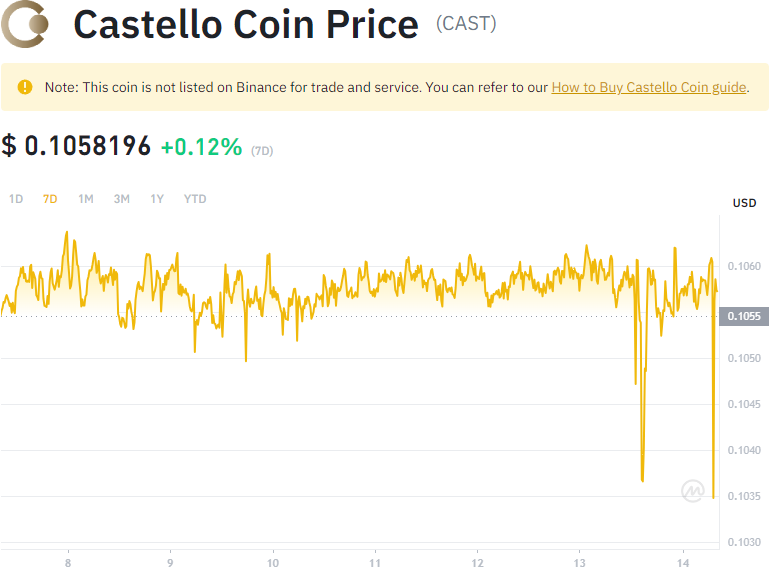 Castello Coin Price (CAST)
Note: This coin is not listed on Binance for trade and service. You can refer to our How to Buy Castello Coin guide.
$ 0.1058196 +0.12% (7D)
1D 7D 1M 3M 1Y YTD
USD
0.1060
0.1055
0.1050
0.1045
0.1040
0.1035
0.1030
8 9 10 11 12 13 14